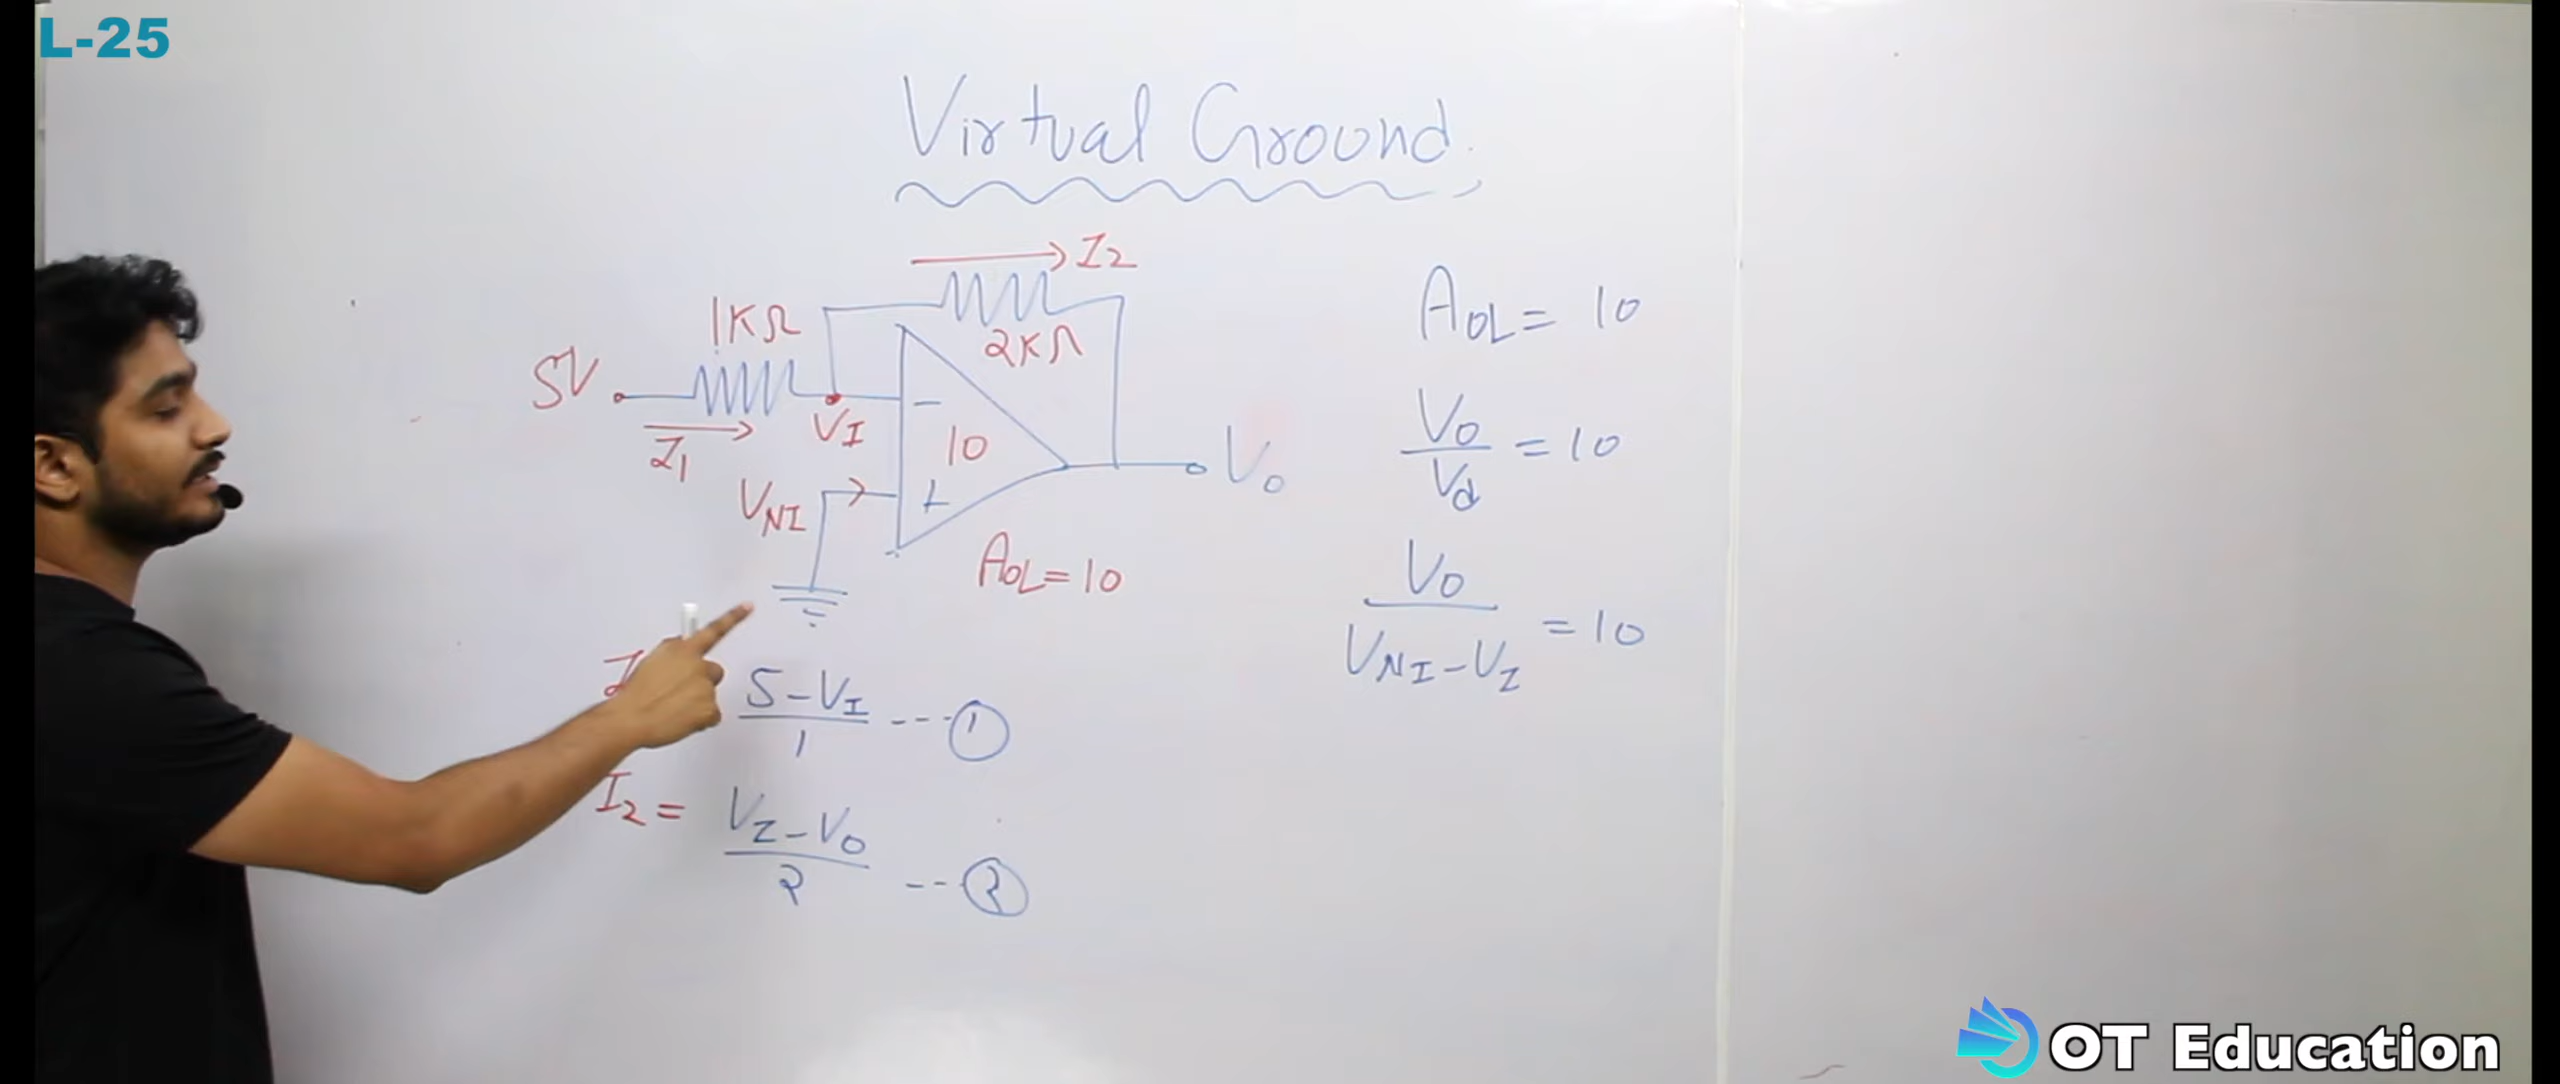 L-25
Virtual Ground
I2
1KΩ
2KΩ
5V
VI
I1
10
VNI
Vo
AOL = 10
AOL = 10
Vo/Vd = 10
Vo/VNI - VI = 10
5 - VI/1 --- 1
I2 = VI - Vo/2 --- 2
OT Education